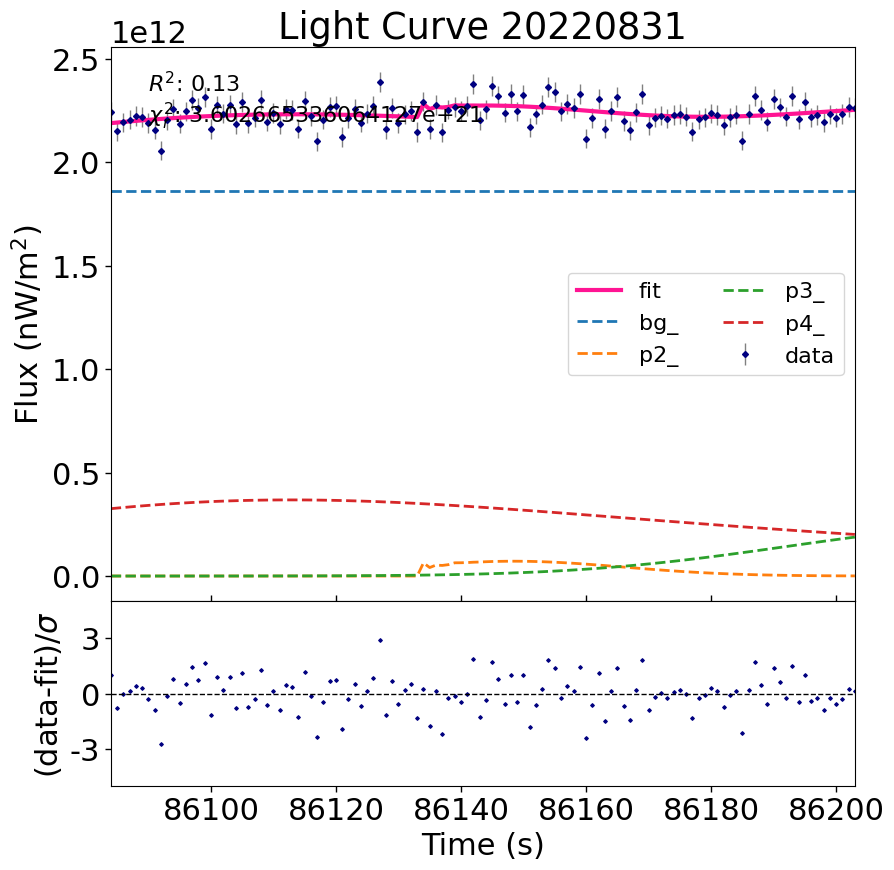 Light Curve 20220831
1e12
R²: 0.13
2.5
2.0
1.5
1.0
0.5
0.0
Flux (nW/m²)
fit
bg_
p2_
p3_
p4_
data
3
0
-3
(data-fit)/σ
86100 86120 86140 86160 86180 86200
Time (s)